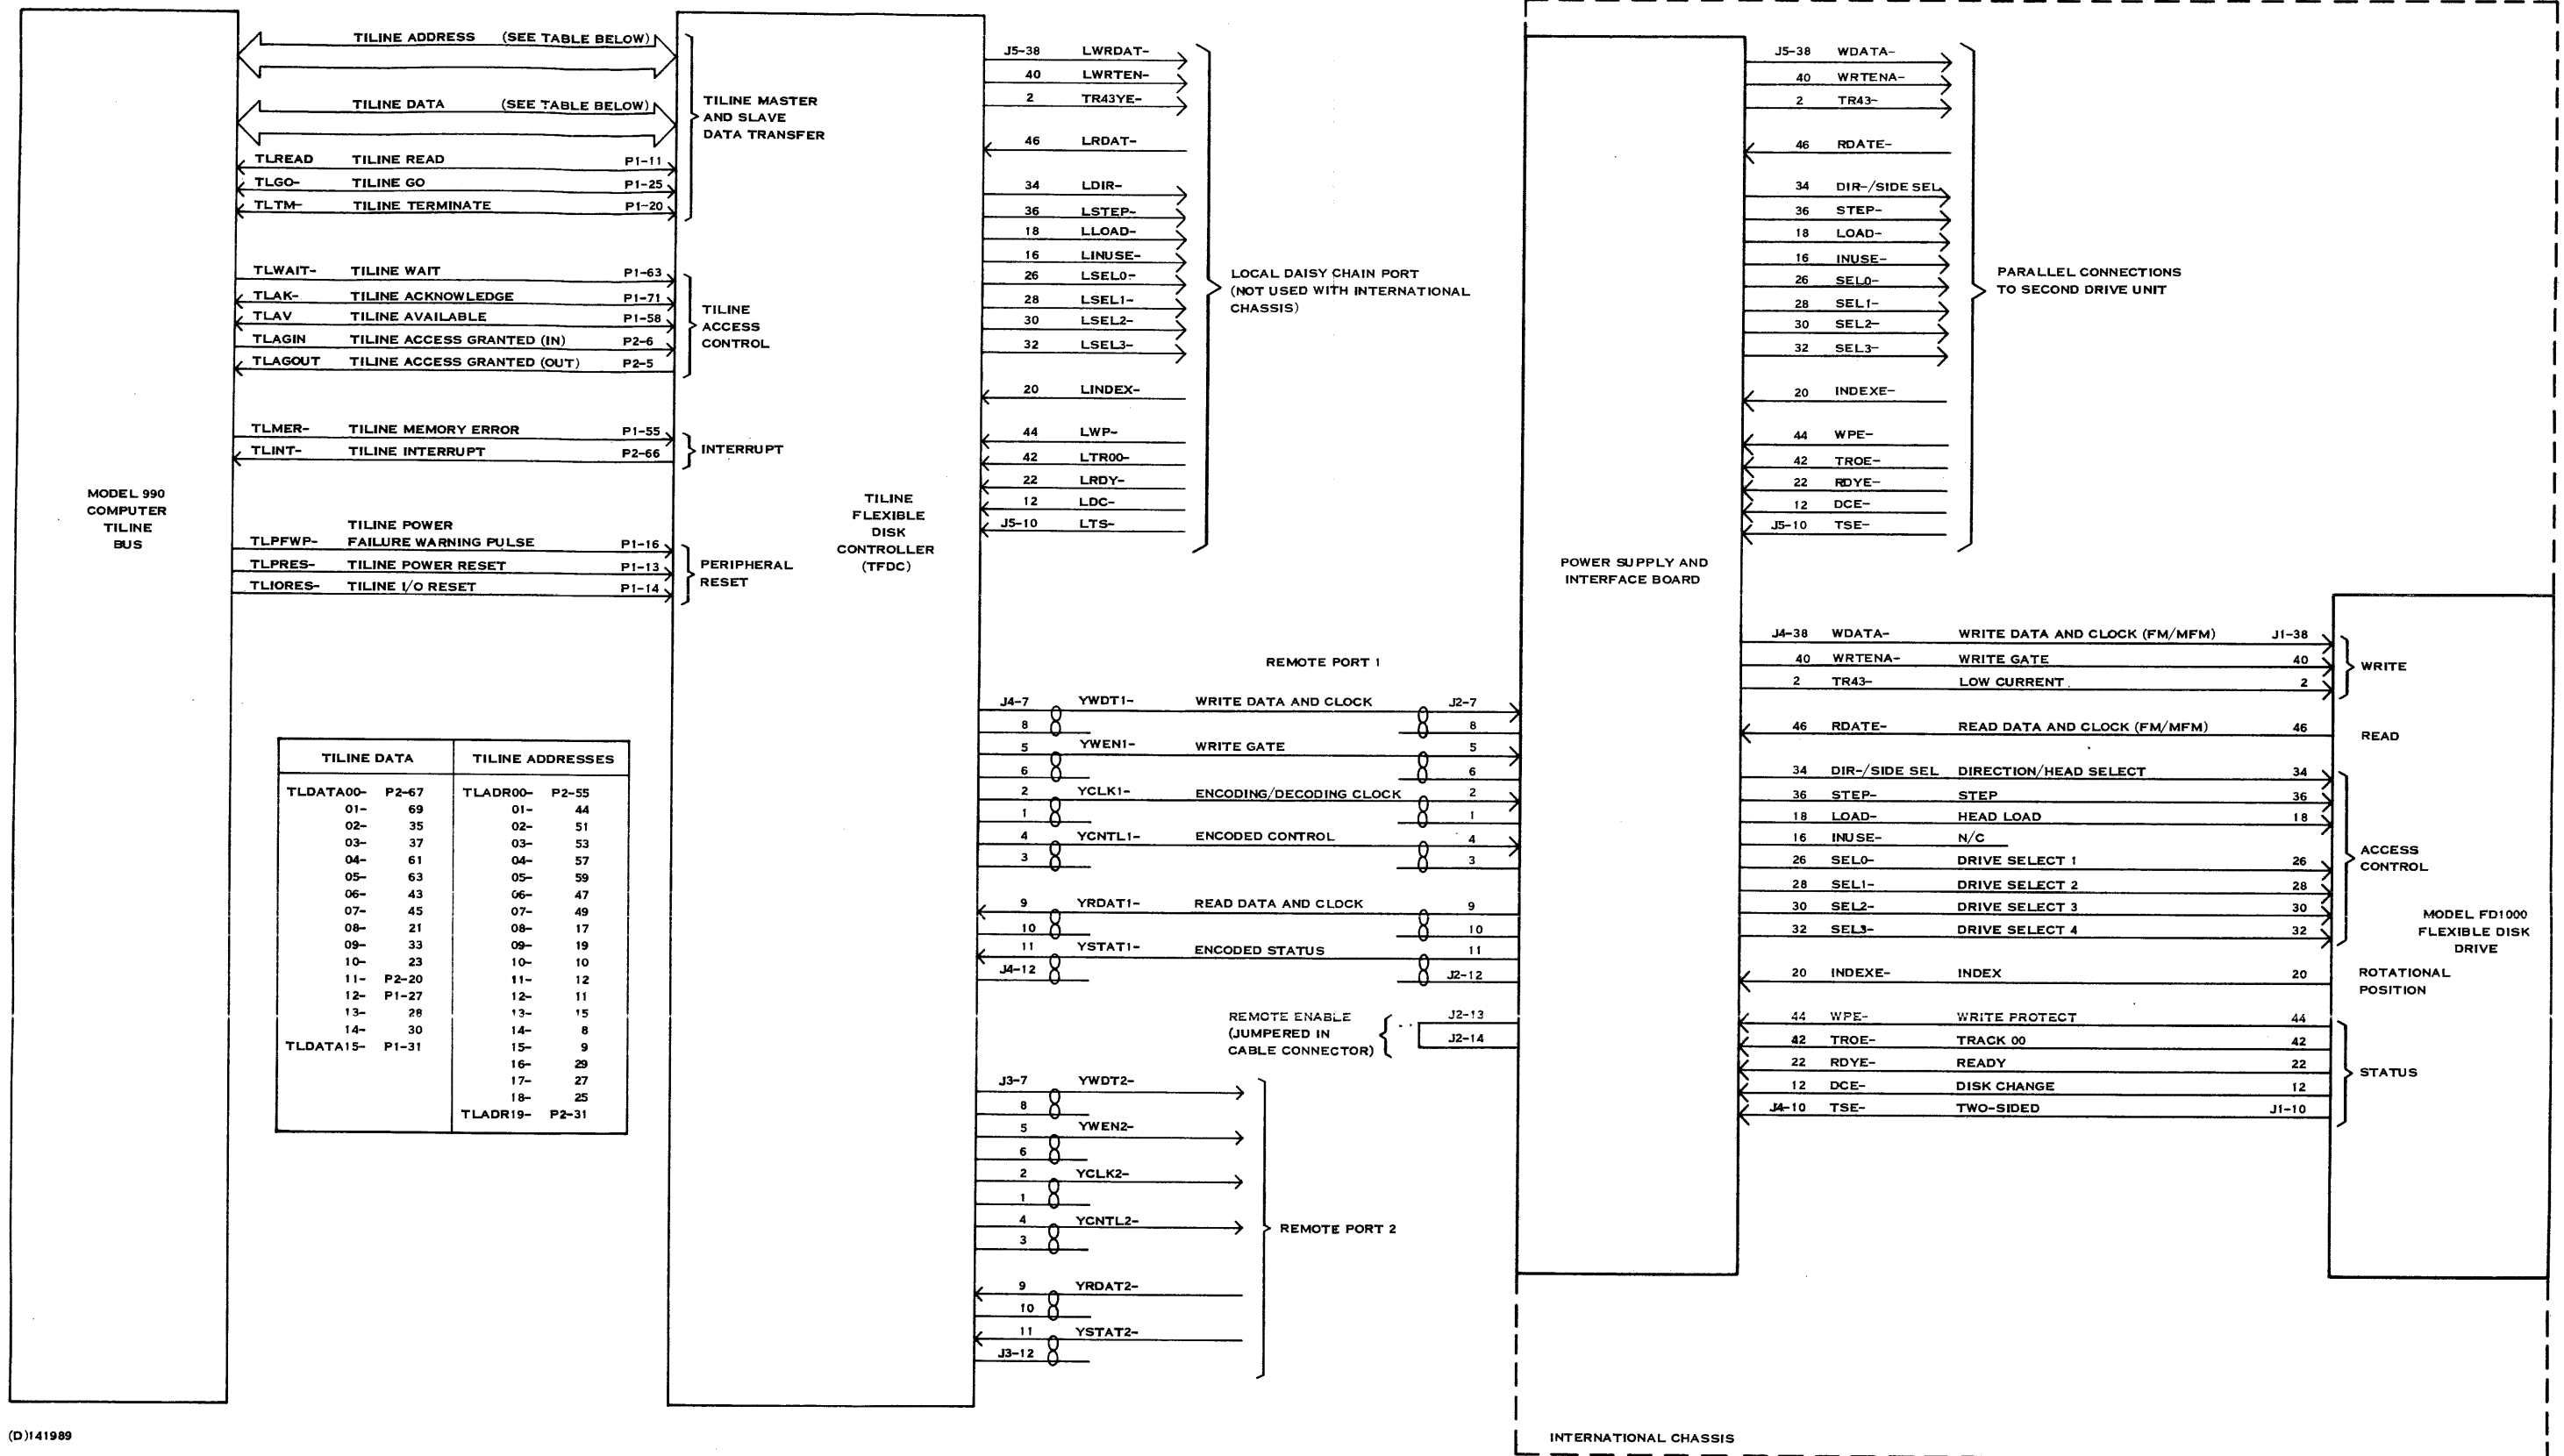 TILINE ADDRESS (SEE TABLE BELOW)
TILINE DATA (SEE TABLE BELOW)
TLREAD TILINE READ P1-11
TLGO- TILINE GO P1-25
TLTM- TILINE TERMINATE P1-20
TILINE MASTER
AND SLAVE
DATA TRANSFER
TLWAIT- TILINE WAIT P1-63
TLAK- TILINE ACKNOWLEDGE P1-71
TLAV TILINE AVAILABLE P1-58
TLAGIN TILINE ACCESS GRANTED (IN) P2-6
TLAGOUT TILINE ACCESS GRANTED (OUT) P2-5
TILINE
ACCESS
CONTROL
TLMER- TILINE MEMORY ERROR P1-55
TLINT- TILINE INTERRUPT P2-66
INTERRUPT
MODEL 990
COMPUTER
TILINE
BUS
TILINE POWER
TLPFWP- FAILURE WARNING PULSE P1-16
TLPRES- TILINE POWER RESET P1-13
TLIORES- TILINE I/O RESET P1-14
PERIPHERAL
RESET
TILINE
FLEXIBLE
DISK
CONTROLLER
(TFDC)
TILINE DATA TILINE ADDRESSES
TLDATA00- P2-67 TLADR00- P2-55
01- 69 01- 44
02- 35 02- 51
03- 37 03- 53
04- 61 04- 57
05- 63 05- 59
06- 43 06- 47
07- 45 07- 49
08- 21 08- 17
09- 33 09- 19
10- 23 10- 10
11- P2-20 11- 12
12- P1-27 12- 11
13- 28 13- 15
14- 30 14- 8
TLDATA15- P1-31 15- 9
16- 29
17- 27
18- 25
TLADR19- P2-31
J5-38 LWRDAT-
40 LWRTEN-
2 TR43YE-
46 LRDAT-
34 LDIR-
36 LSTEP-
18 LLOAD-
16 LINUSE-
26 LSEL0-
28 LSEL1-
30 LSEL2-
32 LSEL3-
20 LINDEX-
44 LWP-
42 LTR00-
22 LRDY-
12 LDC-
J5-10 LTS-
LOCAL DAISY CHAIN PORT
(NOT USED WITH INTERNATIONAL
CHASSIS)
REMOTE PORT 1
J4-7 YWDT1- WRITE DATA AND CLOCK J2-7
8 8
5 YWEN1- WRITE GATE 5
6 6
2 YCLK1- ENCODING/DECODING CLOCK 2
1 1
4 YCNTL1- ENCODED CONTROL 4
3 3
9 YRDAT1- READ DATA AND CLOCK 9
10 10
11 YSTAT1- ENCODED STATUS 11
J4-12 J2-12
REMOTE ENABLE
(JUMPERED IN
CABLE CONNECTOR)
J2-13
J2-14
J3-7 YWDT2-
8
5 YWEN2-
6
2 YCLK2-
1
4 YCNTL2-
3
9 YRDAT2-
10
11 YSTAT2-
J3-12
REMOTE PORT 2
POWER SUPPLY AND
INTERFACE BOARD
J5-38 WDATA-
40 WRTENA-
2 TR43-
46 RDATE-
34 DIR-/SIDE SEL
36 STEP-
18 LOAD-
16 INUSE-
26 SEL0-
28 SEL1-
30 SEL2-
32 SEL3-
20 INDEXE-
44 WPE-
42 TROE-
22 RDYE-
12 DCE-
J5-10 TSE-
PARALLEL CONNECTIONS
TO SECOND DRIVE UNIT
J4-38 WDATA- WRITE DATA AND CLOCK (FM/MFM) J1-38
40 WRTENA- WRITE GATE 40
2 TR43- LOW CURRENT 2
WRITE
46 RDATE- READ DATA AND CLOCK (FM/MFM) 46
READ
34 DIR-/SIDE SEL DIRECTION/HEAD SELECT 34
36 STEP- STEP 36
18 LOAD- HEAD LOAD 18
16 INUSE- N/C
26 SEL0- DRIVE SELECT 1 26
28 SEL1- DRIVE SELECT 2 28
30 SEL2- DRIVE SELECT 3 30
32 SEL3- DRIVE SELECT 4 32
ACCESS
CONTROL
MODEL FD1000
FLEXIBLE DISK
DRIVE
20 INDEXE- INDEX 20
ROTATIONAL
POSITION
44 WPE- WRITE PROTECT 44
42 TROE- TRACK 00 42
22 RDYE- READY 22
12 DCE- DISK CHANGE 12
J4-10 TSE- TWO-SIDED J1-10
STATUS
(D)141989
INTERNATIONAL CHASSIS